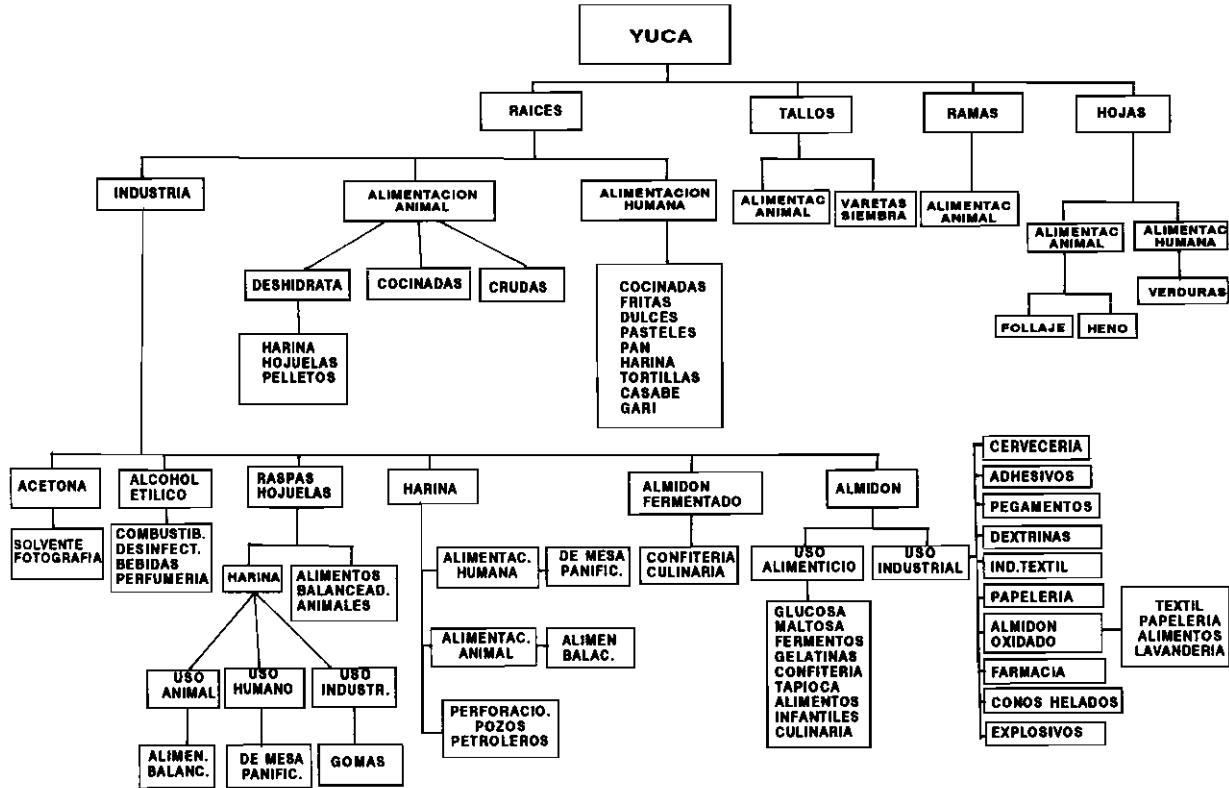 YUCA
RAICES
TALLOS
RAMAS
HOJAS
INDUSTRIA
ALIMENTACION
ANIMAL
ALIMENTACION
HUMANA
ALIMENTAC
ANIMAL
VARETAS
SIEMBRA
ALIMENTAC
ANIMAL
ALIMENTAC
ANIMAL
ALIMENTAC
HUMANA
DESHIDRATA
COCINADAS
CRUDAS
VERDURAS
FOLLAJE
HENO
HARINA
HOJUELAS
PELLETOS
COCINADAS
FRITAS
DULCES
PASTELES
PAN
HARINA
TORTILLAS
CASABE
GARI
ACETONA
ALCOHOL
ETILICO
RASPAS
HOJUELAS
HARINA
ALMIDON
FERMENTADO
ALMIDON
SOLVENTE
FOTOGRAFIA
COMBUSTIB.
DESINFECT.
BEBIDAS
PERFUMERIA
HARINA
ALIMENTOS
BALANCEAD.
ANIMALES
USO
ANIMAL
USO
HUMANO
USO
INDUSTR.
ALIMEN.
BALANC.
DE MESA
PANIFIC.
GOMAS
ALIMENTAC.
HUMANA
DE MESA
PANIFIC.
ALIMENTAC.
ANIMAL
ALIMEN
BALAC.
PERFORACIO.
POZOS
PETROLEROS
CONFITERIA
CULINARIA
USO
ALIMENTICIO
USO
INDUSTRIAL
GLUCOSA
MALTOSA
FERMENTOS
GELATINAS
CONFITERIA
TAPIOCA
ALIMENTOS
INFANTILES
CULINARIA
CERVECERIA
ADHESIVOS
PEGAMENTOS
DEXTRINAS
IND.TEXTIL
PAPELERIA
ALMIDON
OXIDADO
FARMACIA
CONOS HELADOS
EXPLOSIVOS
TEXTIL
PAPELERIA
ALIMENTOS
LAVANDERIA